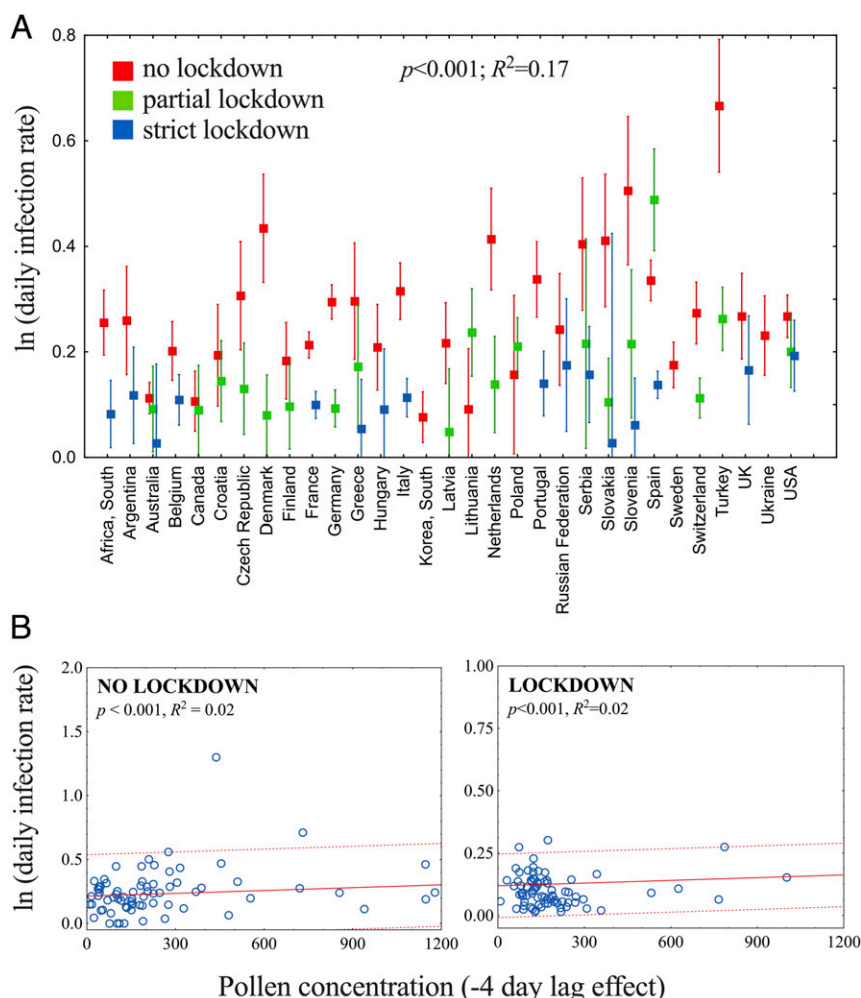 A
0.8
0.6
0.4
0.2
0.0
ln (daily infection rate)
no lockdown
partial lockdown
strict lockdown
p<0.001; R²=0.17
Africa, South
Argentina
Australia
Belgium
Canada
Croatia
Czech Republic
Denmark
Finland
France
Germany
Greece
Hungary
Italy
Korea, South
Latvia
Lithuania
Netherlands
Poland
Portugal
Russian Federation
Serbia
Slovakia
Slovenia
Spain
Sweden
Switzerland
Turkey
UK
Ukraine
USA
B
ln (daily infection rate)
2.0
1.5
1.0
0.5
0.0
NO LOCKDOWN
p < 0.001, R² = 0.02
0 300 600 900 1200
1.00
0.75
0.50
0.25
0.00
LOCKDOWN
p<0.001, R²=0.02
0 300 600 900 1200
Pollen concentration (-4 day lag effect)